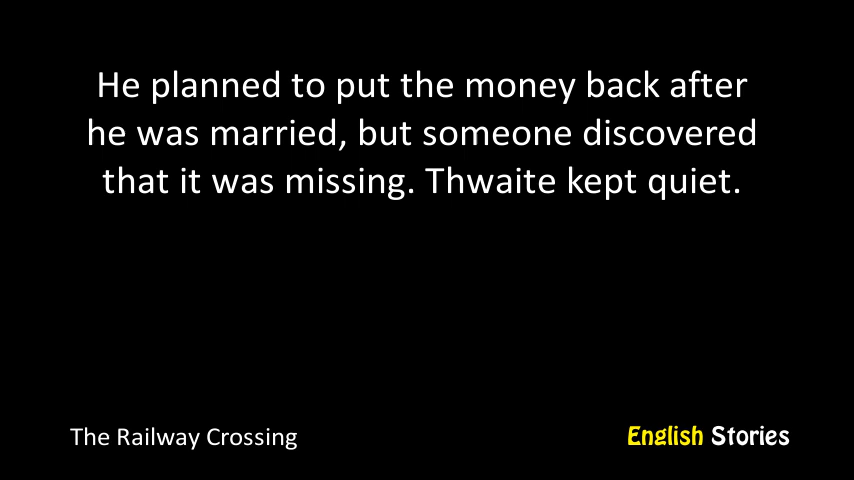 He planned to put the money back after
he was married, but someone discovered
that it was missing. Thwaite kept quiet.
The Railway Crossing
English Stories